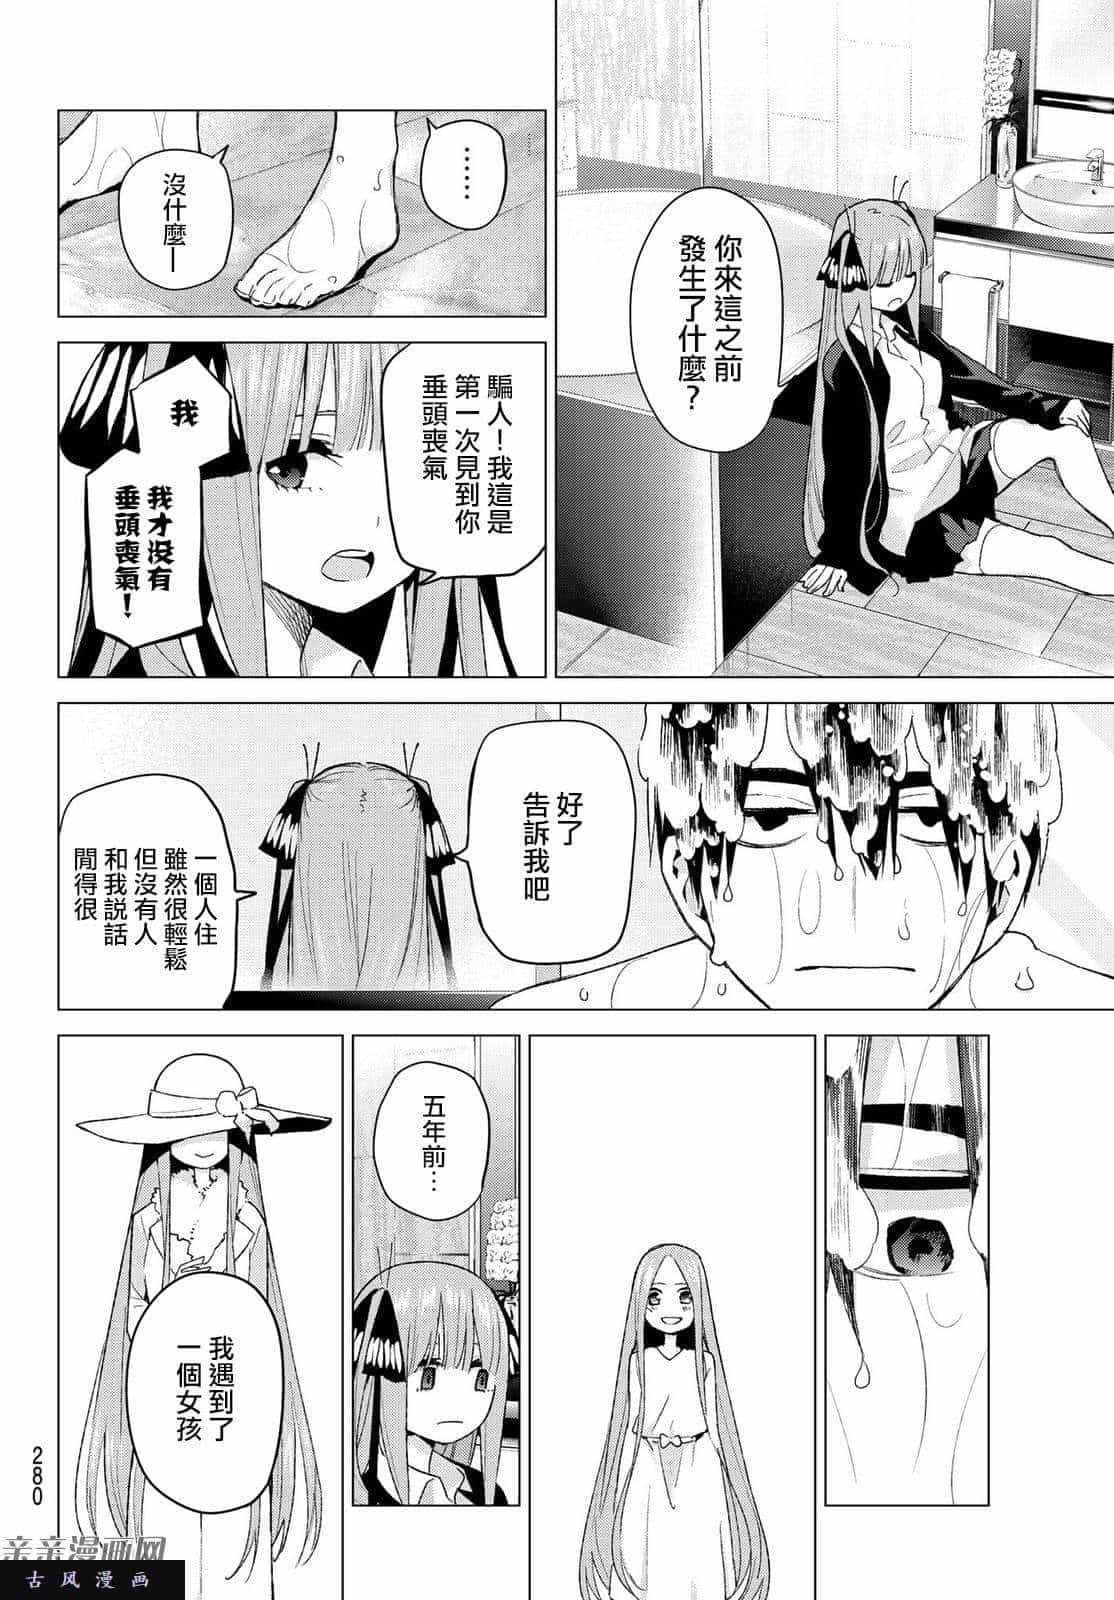 你來這之前
發生了什麼？
……
沒什麼—
騙人！我這是
第一次見到你
垂頭喪氣
我
我才沒有
垂頭喪氣！
好了
告訴我吧
一個人住
雖然很輕鬆
但沒有人
和我説話
閒得很
五年前…
我遇到了
一個女孩
280
亲亲漫画网
古风漫画